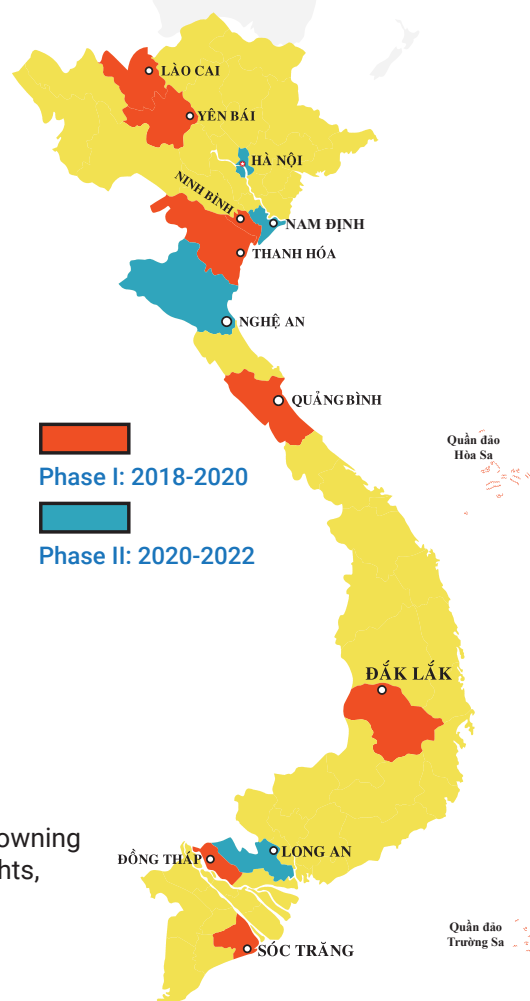 LÀO CAI
YÊN BÁI
HÀ NỘI
NINH BÌNH
NAM ĐỊNH
THANH HÓA
NGHỆ AN
QUẢNG BÌNH
Quần đảo
Hòa Sa
Phase I: 2018-2020
Phase II: 2020-2022
ĐẮK LẮK
owning
hts,
ĐỒNG THÁP
LONG AN
Quần đảo
Trường Sa
SÓC TRĂNG